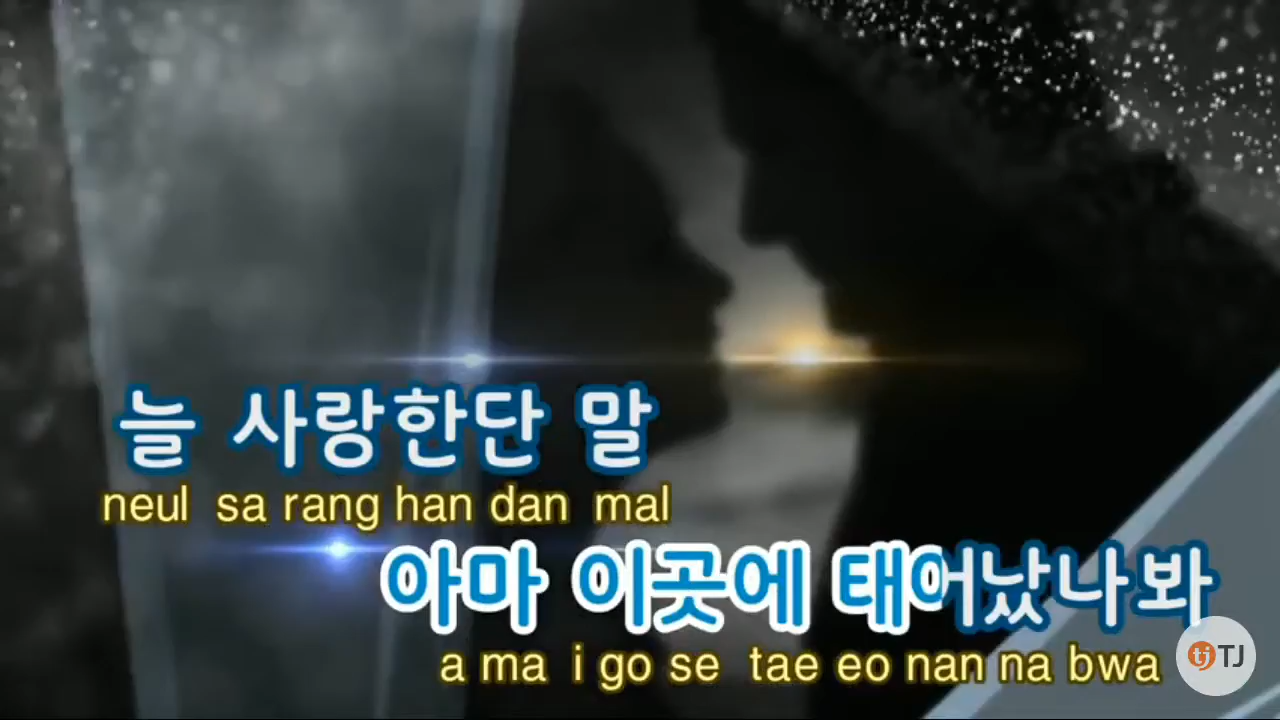 늘 사랑한단 말
neul sa rang han dan mal
아마 이곳에 태어났나봐
a ma i go se tae eo nan na bwa
tj TJ